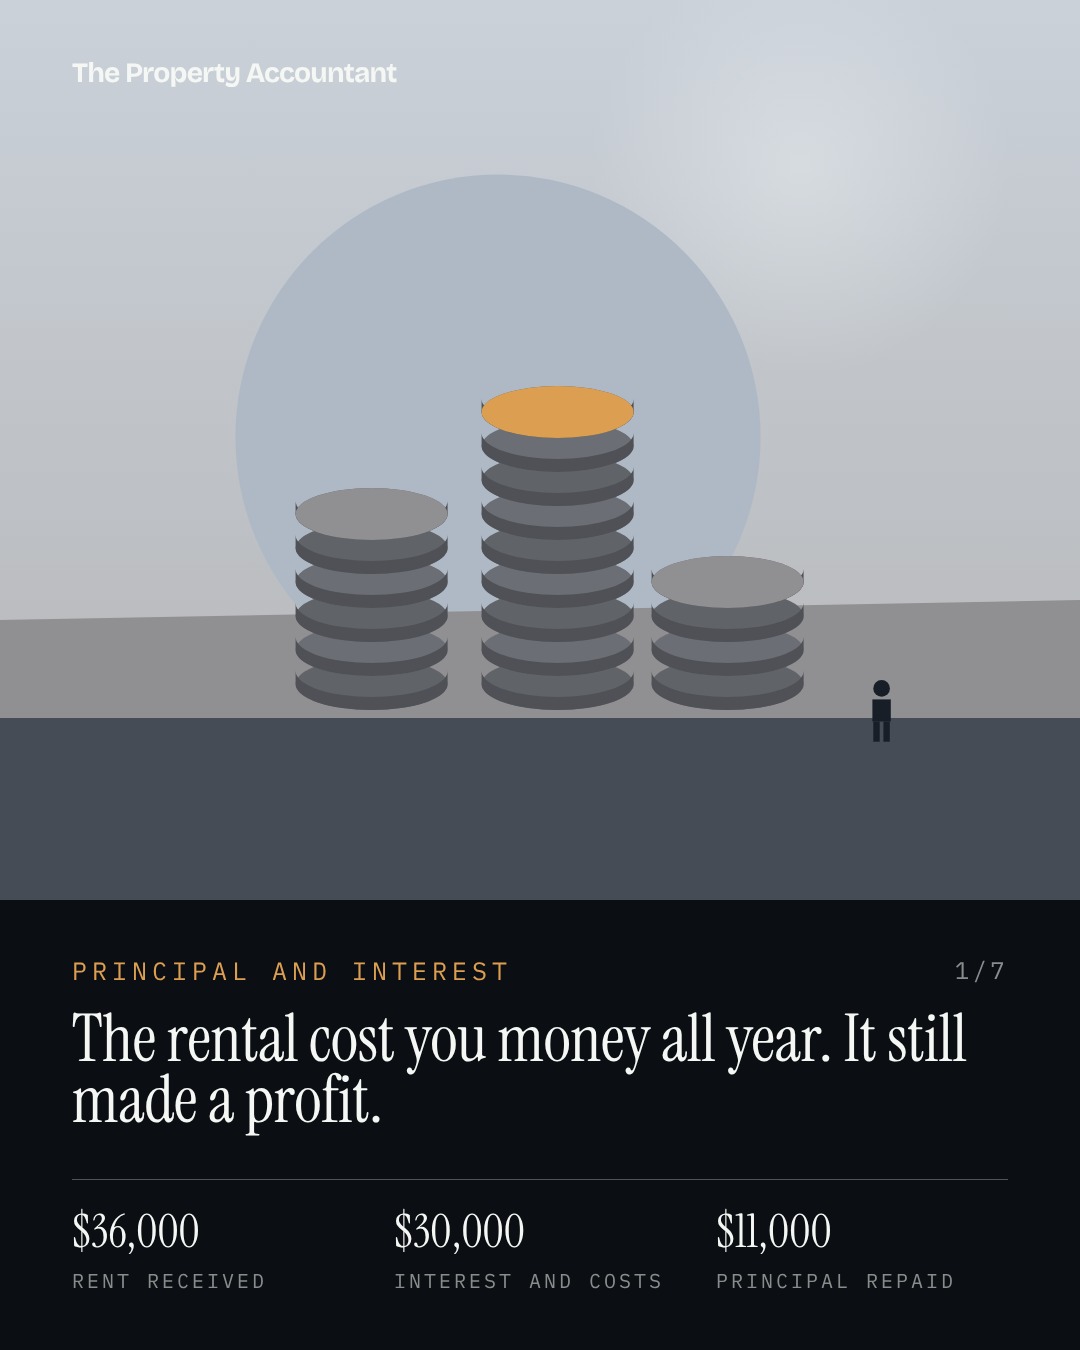 The Property Accountant
PRINCIPAL AND INTEREST
1/7
The rental cost you money all year. It still
made a profit.
$36,000
$30,000
$11,000
RENT RECEIVED
INTEREST AND COSTS
PRINCIPAL REPAID